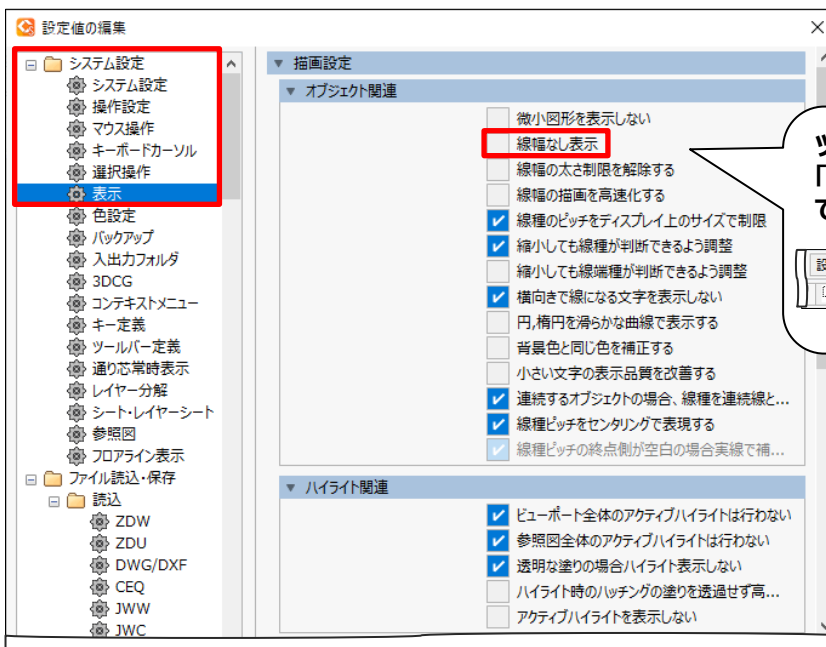 設定値の編集
システム設定
システム設定
操作設定
マウス操作
キーボードカーソル
選択操作
表示
色設定
バックアップ
入出力フォルダ
3DCG
コンテキストメニュー
キー定義
ツールバー定義
通り芯常時表示
レイヤー分解
シート・レイヤーシート
参照図
フロアライン表示
ファイル読込・保存
読込
ZDW
ZDU
DWG/DXF
CEQ
JWW
JWC
描画設定
オブジェクト関連
微小図形を表示しない
線幅なし表示
線幅の太さ制限を解除する
線幅の描画を高速化する
線種のピッチをディスプレイ上のサイズで制限
縮小しても線種が判断できるよう調整
縮小しても線端種が判断できるよう調整
横向きで線になる文字を表示しない
円,楕円を滑らかな曲線で表示する
背景色と同じ色を補正する
小さい文字の表示品質を改善する
連続するオブジェクトの場合、線種を連続線と...
線種ピッチをセンタリングで表現する
線種ピッチの終点側が空白の場合実線で補...
ハイライト関連
ビューポート全体のアクティブハイライトは行わない
参照図全体のアクティブハイライトは行わない
透明な塗りの場合ハイライト表示しない
ハイライト時のハッチングの塗りを透過せず高...
アクティブハイライトを表示しない
ツ
「
で
設